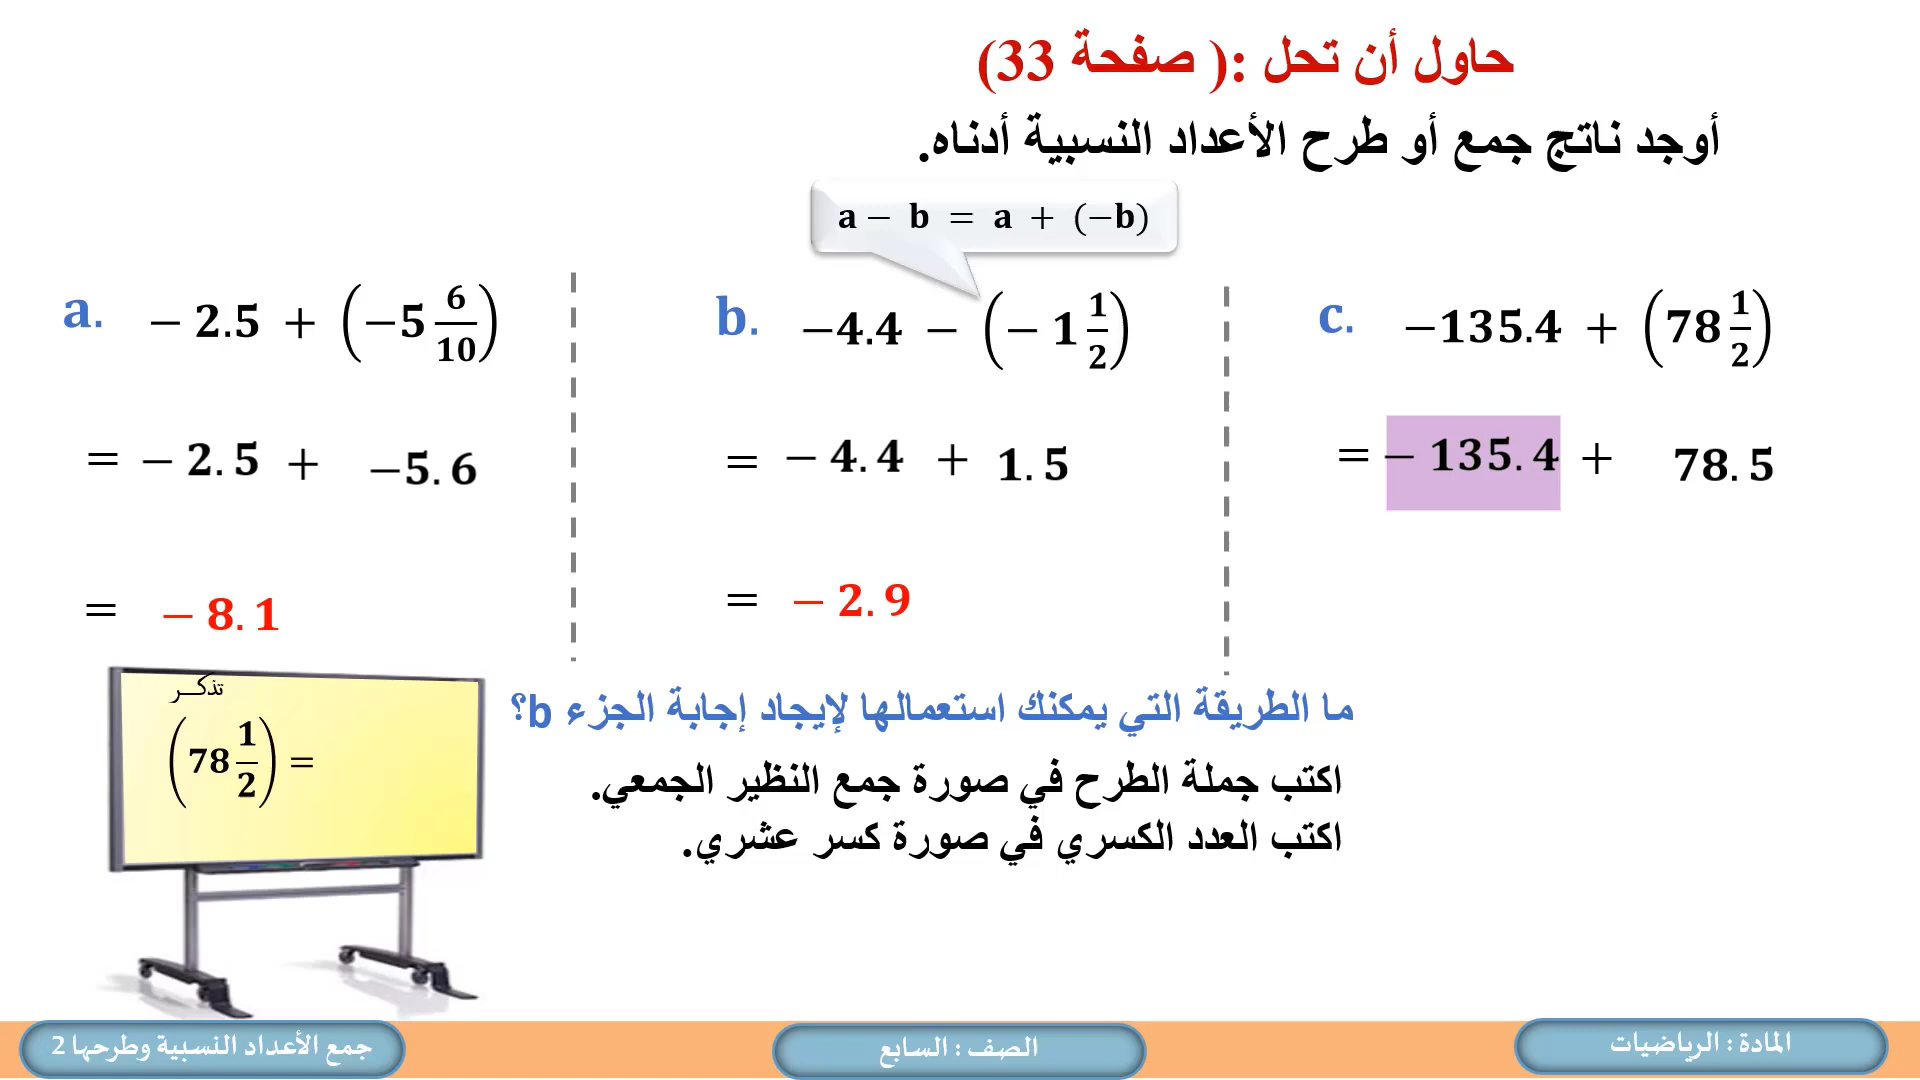 حاول أن تحل :( صفحة 33)
أوجد ناتج جمع أو طرح الأعداد النسبية أدناه.
a − b = a + (−b)
a. − 2.5 + (−5 6/10)
= − 2.5 + −5.6
= − 8.1
b. −4.4 − (− 1 1/2)
= − 4.4 + 1.5
= − 2.9
c. −135.4 + (78 1/2)
= − 135.4 + 78.5
تذكر
(78 1/2) =
ما الطريقة التي يمكنك استعمالها لإيجاد إجابة الجزء b؟
اكتب جملة الطرح في صورة جمع النظير الجمعي.
اكتب العدد الكسري في صورة كسر عشري.
المادة : الرياضيات
الصف : السابع
جمع الأعداد النسبية وطرحها 2